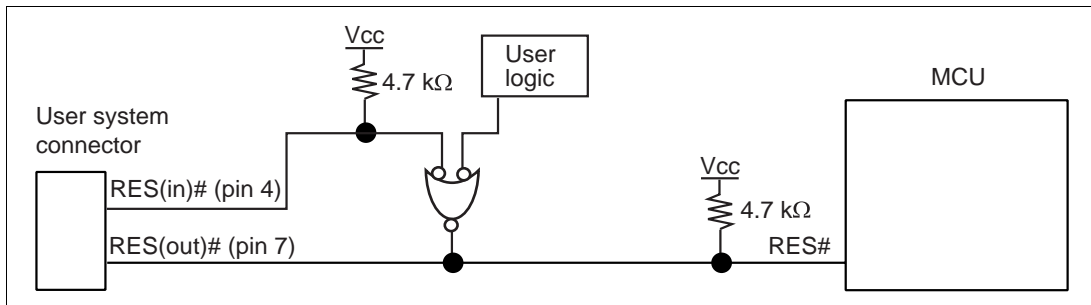 Vcc
4.7 kΩ
User
logic
MCU
User system
connector
RES(in)# (pin 4)
Vcc
4.7 kΩ
RES(out)# (pin 7)
RES#